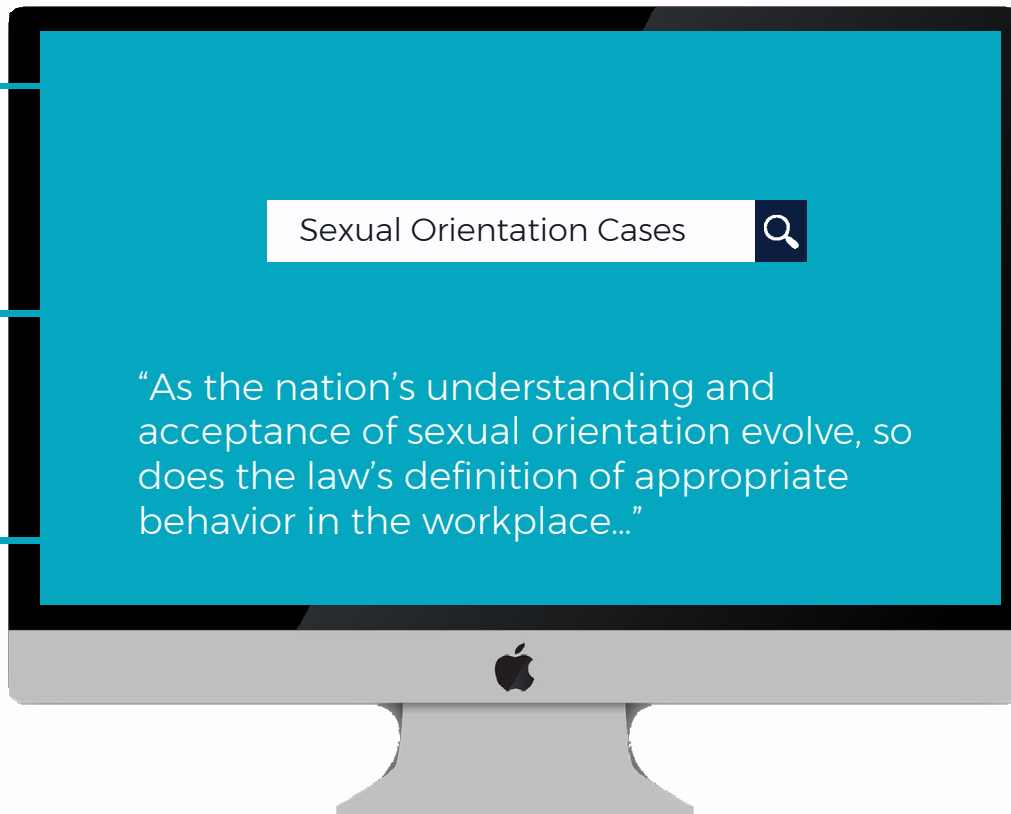 Sexual Orientation Cases
“As the nation’s understanding and
acceptance of sexual orientation evolve, so
does the law’s definition of appropriate
behavior in the workplace...”